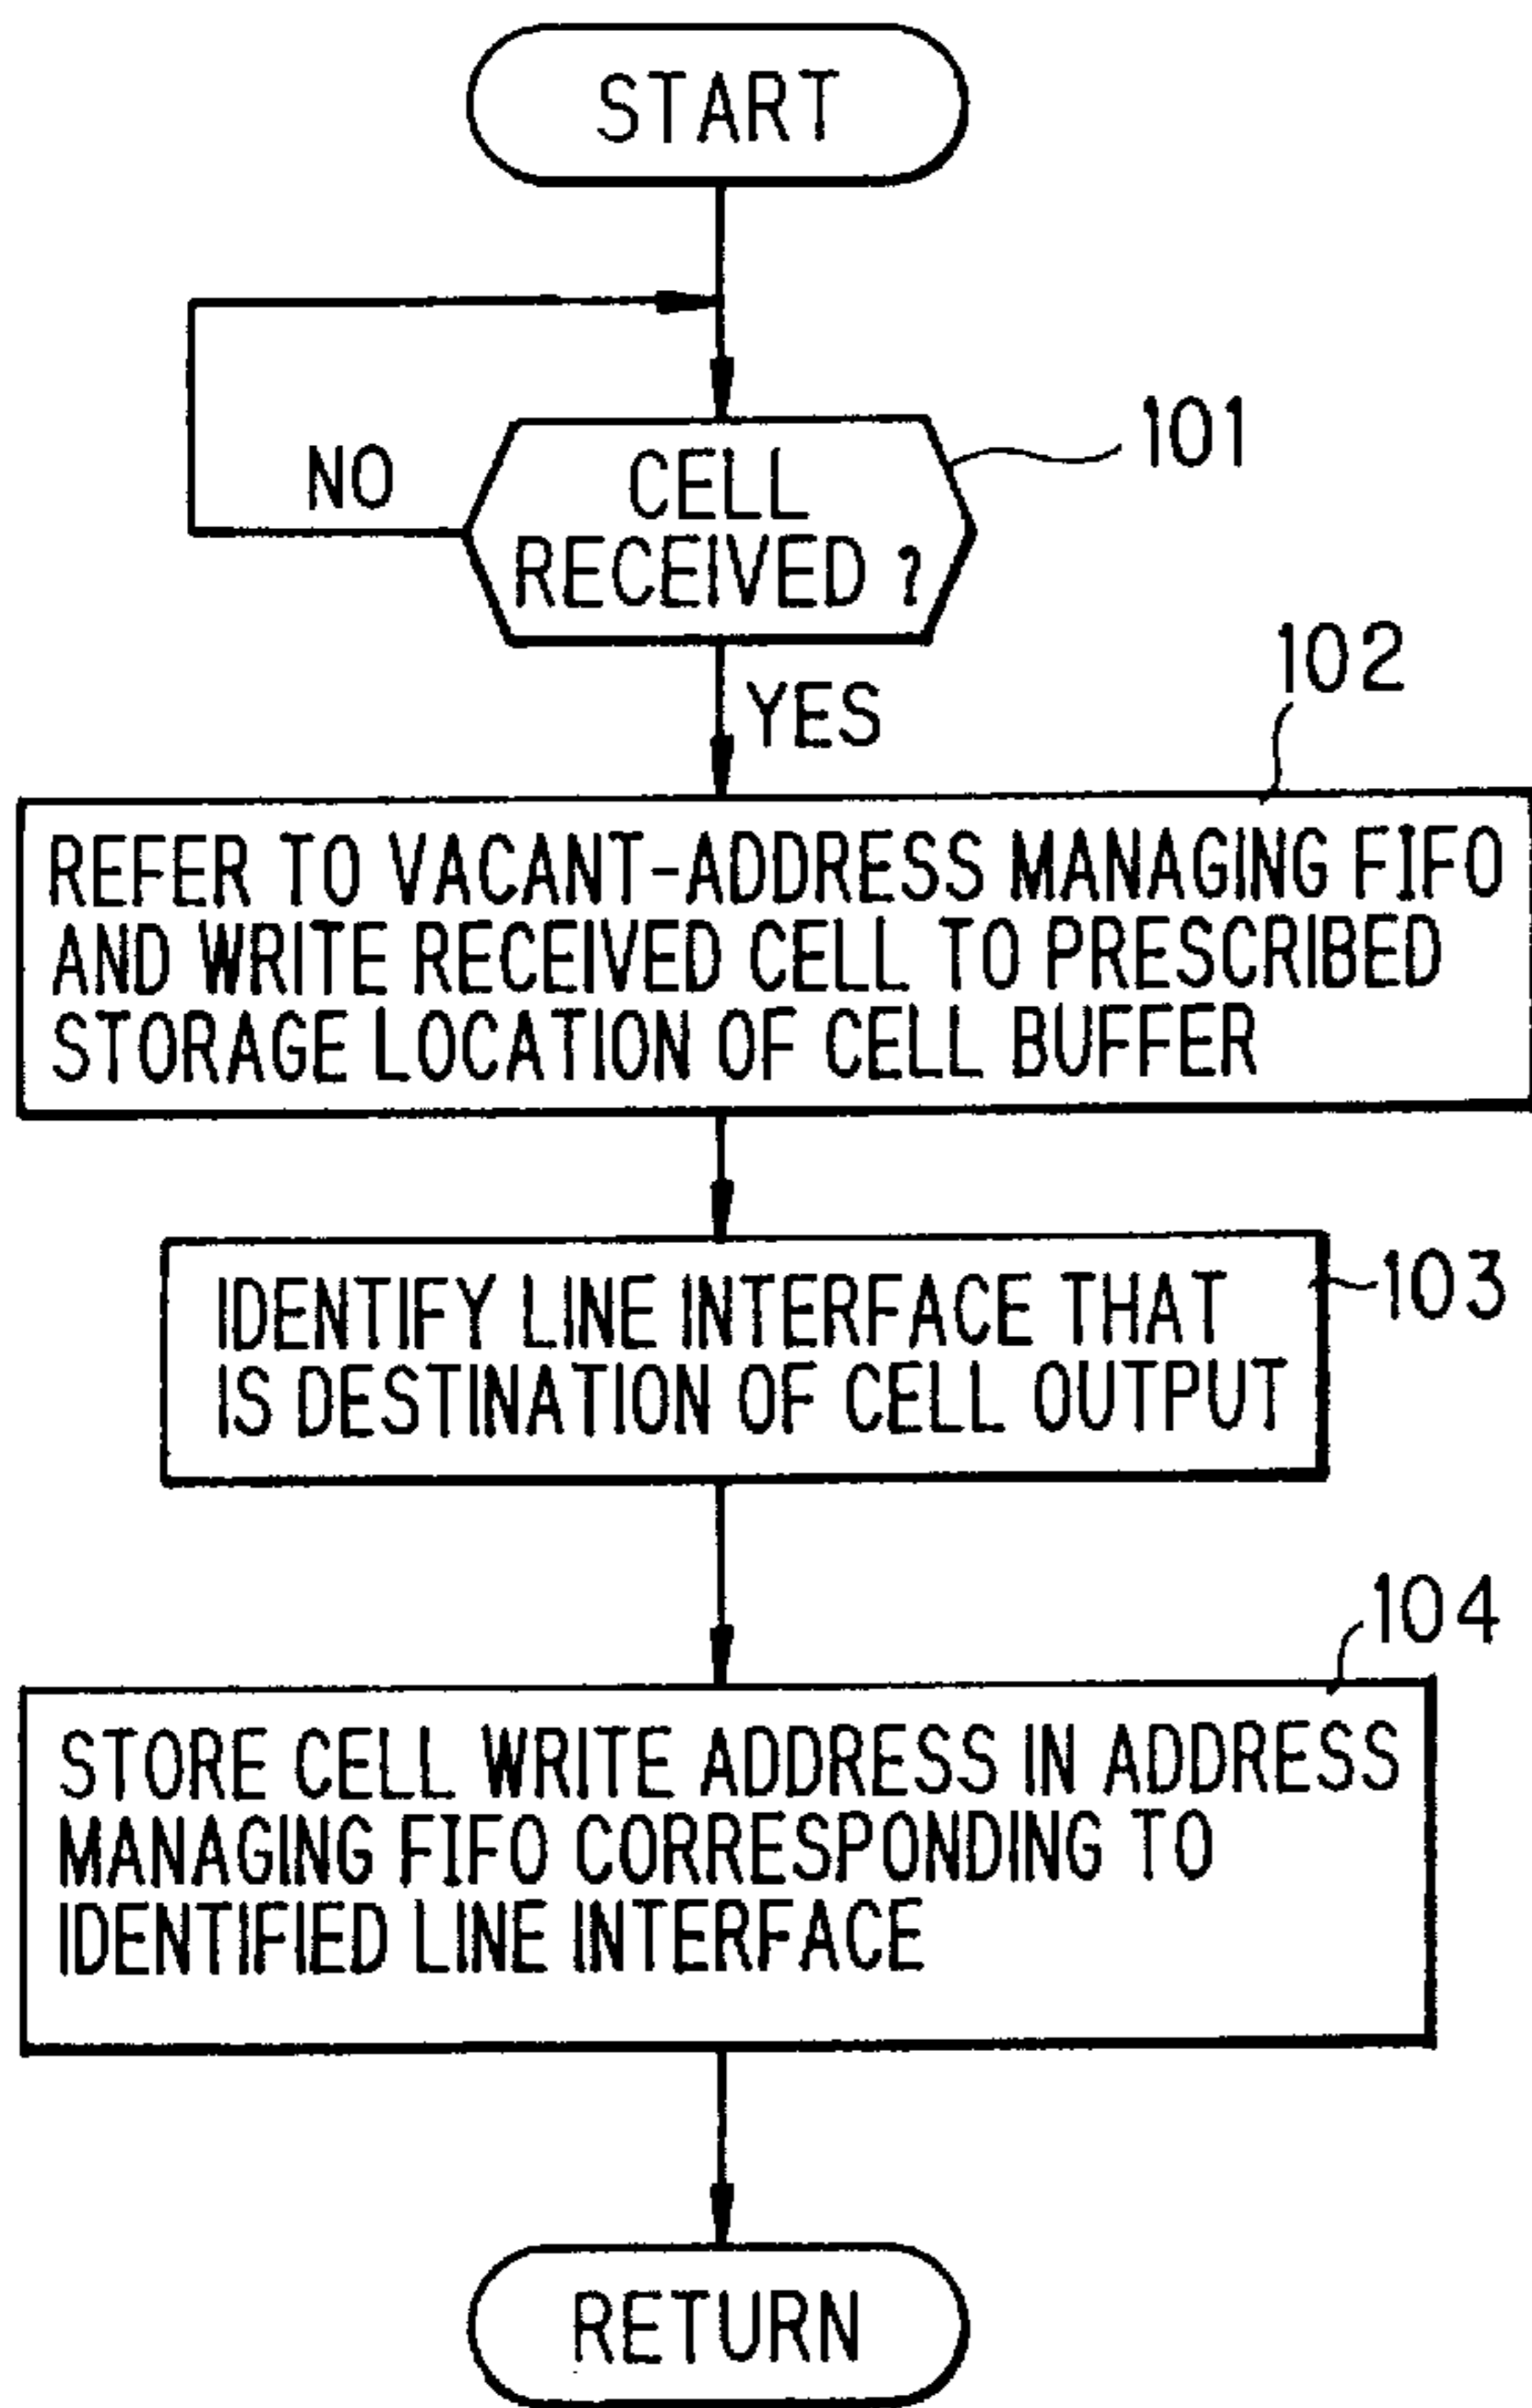 START
NO
CELL
RECEIVED ?
101
YES
102
REFER TO VACANT-ADDRESS MANAGING FIFO
AND WRITE RECEIVED CELL TO PRESCRIBED
STORAGE LOCATION OF CELL BUFFER
IDENTIFY LINE INTERFACE THAT
IS DESTINATION OF CELL OUTPUT
103
104
STORE CELL WRITE ADDRESS IN ADDRESS
MANAGING FIFO CORRESPONDING TO
IDENTIFIED LINE INTERFACE
RETURN